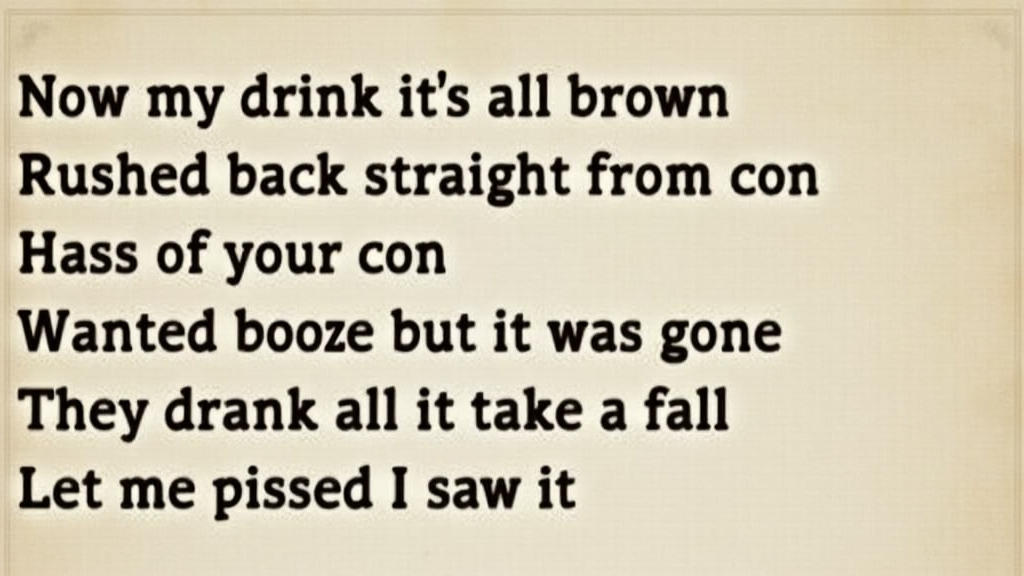 Now my drink it's all brown
Rushed back straight from con
Hass of your con
Wanted booze but it was gone
They drank all it take a fall
Let me pissed I saw it